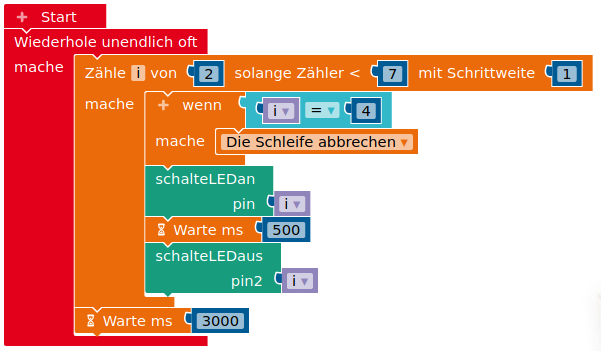 + Start
Wiederhole unendlich oft
mache Zähle i von 2 solange Zähler < 7 mit Schrittweite 1
mache + wenn i = 4
mache Die Schleife abbrechen
schalteLEDan
pin i
Warte ms 500
schalteLEDaus
pin2 i
Warte ms 3000